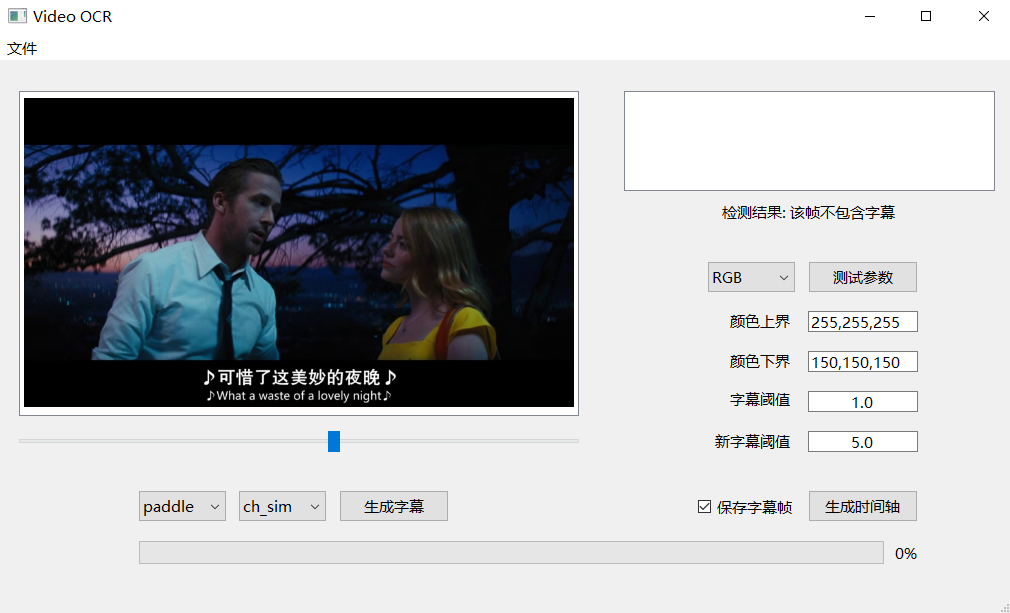 Video OCR
文件
♪可惜了这美妙的夜晚♪
♪What a waste of a lovely night♪
检测结果: 该帧不包含字幕
RGB
测试参数
颜色上界
255,255,255
颜色下界
150,150,150
字幕阈值
1.0
新字幕阈值
5.0
paddle
ch_sim
生成字幕
保存字幕帧
生成时间轴
0%